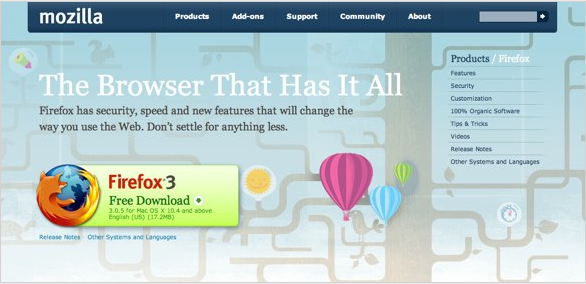 mozilla
Products Add-ons Support Community About
The Browser That Has It All
Firefox has security, speed and new features that will change the
way you use the Web. Don't settle for anything less.
Firefox 3
Free Download
3.0.5 for Mac OS X 10.4 and above
English (US) (17.2MB)
Release Notes Other Systems and Languages
Products / Firefox
Features
Security
Customization
100% Organic Software
Tips & Tricks
Videos
Release Notes
Other Systems and Languages